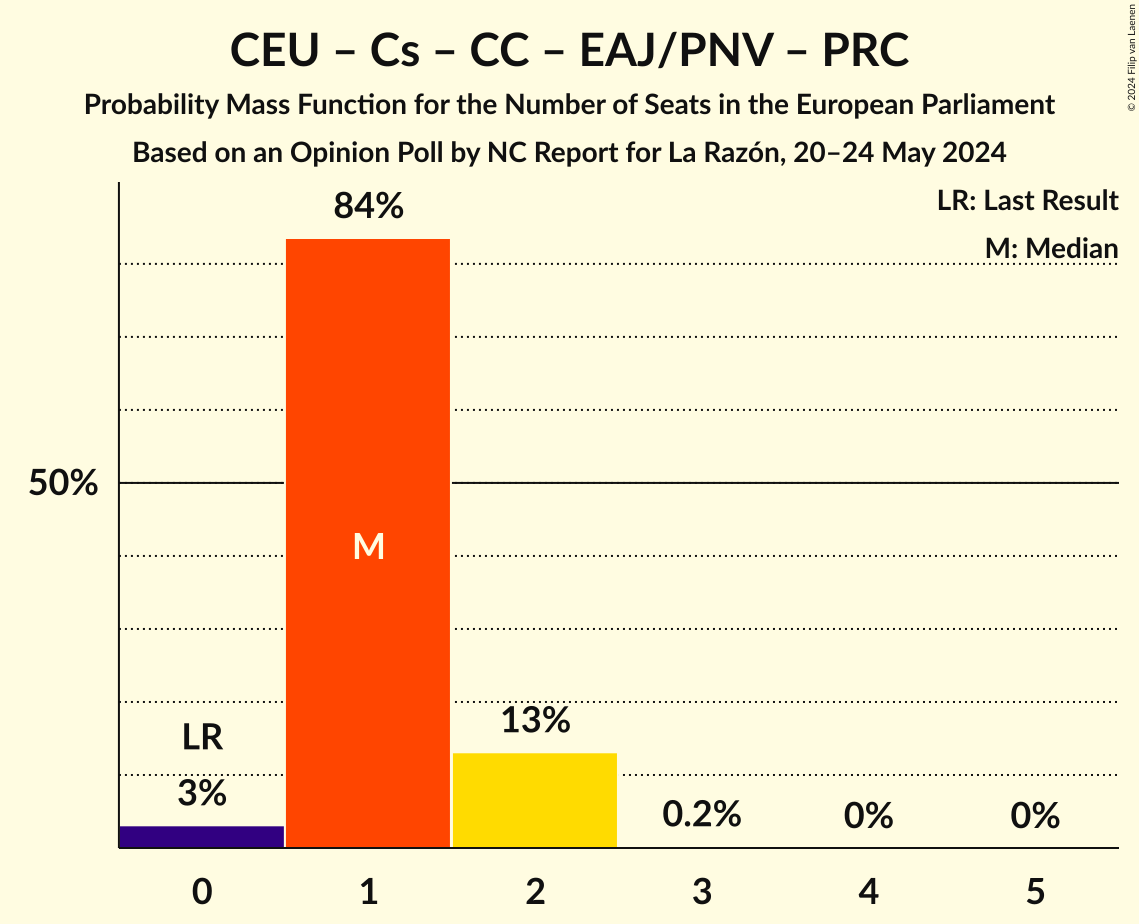 CEU – Cs – CC – EAJ/PNV – PRC
Probability Mass Function for the Number of Seats in the European Parliament
Based on an Opinion Poll by NC Report for La Razón, 20–24 May 2024
© 2024 Filip van Laenen
LR: Last Result
M: Median
84%
50%
M
LR
13%
3%
0.2%
0%
0%
0
1
2
3
4
5